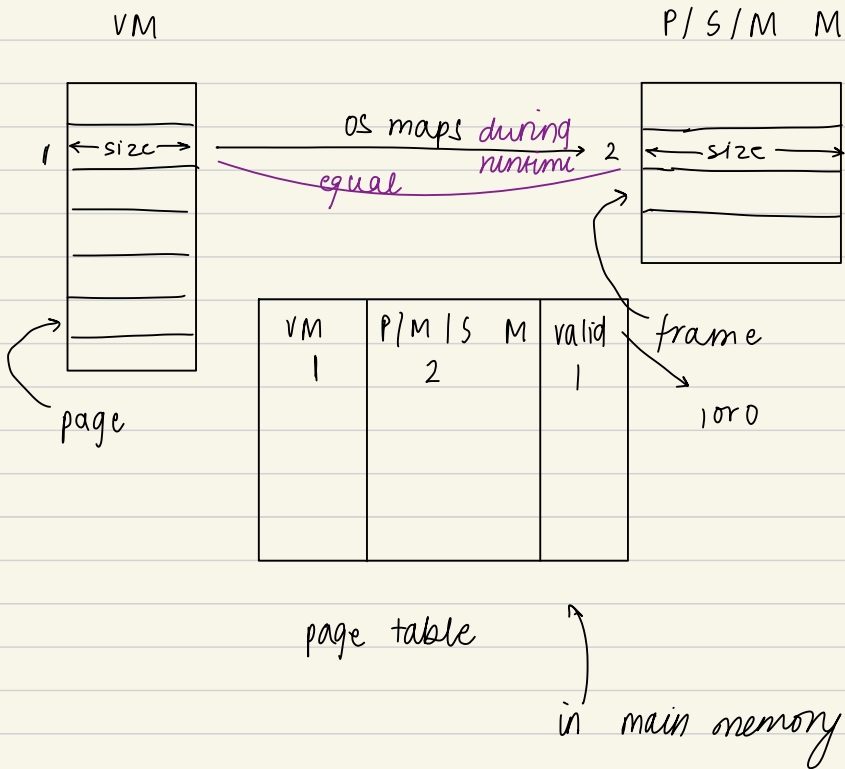 VM P/S/M M
OS maps during
1 size 2 size
runtime
equal
VM P/M/S M valid frame
1 2 1
1 or 0
page
page table
in main memory